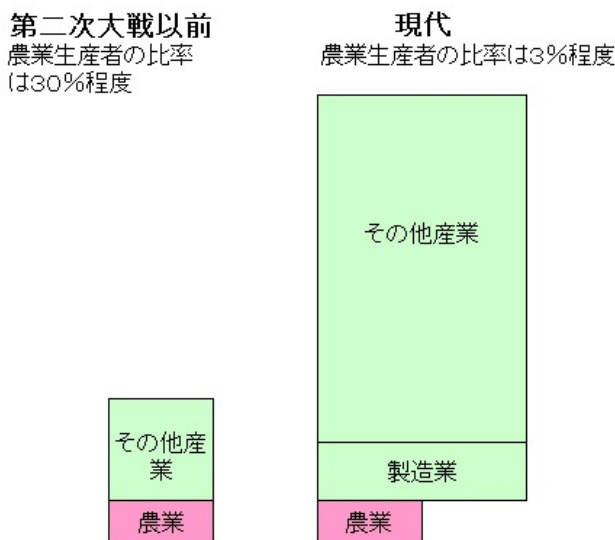 第二次大戦以前
農業生産者の比率
は30%程度
現代
農業生産者の比率は3%程度
その他産業
その他産
業
製造業
農業
農業